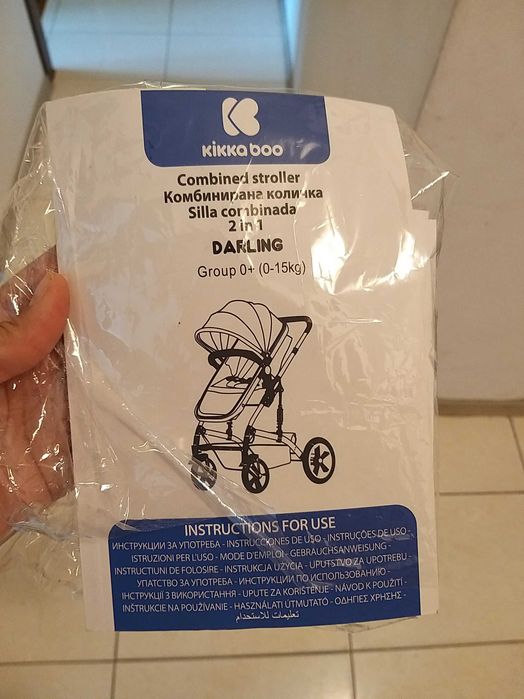 Kikka boo
Combined stroller
Комбинирана количка
Silla combinada
2 in 1
DARLING
Group 0+ (0-15kg)
INSTRUCTIONS FOR USE
ИНСТРУКЦИИ ЗА УПОТРЕБА - INSTRUCCIONES DE USO - INSTRUÇÕES DE USO -
ISTRUZIONI PER L'USO - MODE D'EMPLOI - GEBRAUCHSANWEISUNG -
INSTRUCTIUNI DE FOLOSIRE - INSTRUKCJA UŻYCIA - UPUTSTVO ZA UPOTREBU -
УПАТСТВО ЗА УПОТРЕБА - ИНСТРУКЦИИ ПО ИСПОЛЬЗОВАНИЮ -
ІНСТРУКЦІЇ З ВИКОРИСТАННЯ - UPUTE ZA KORIŠTENJE - NÁVOD K POUŽITÍ -
INŠTRUKCIE NA POUŽÍVANIE - HASZNÁLATI ÚTMUTATÓ - ΟΔΗΓΙΕΣ ΧΡΗΣΗΣ -
تعليمات للاستخدام